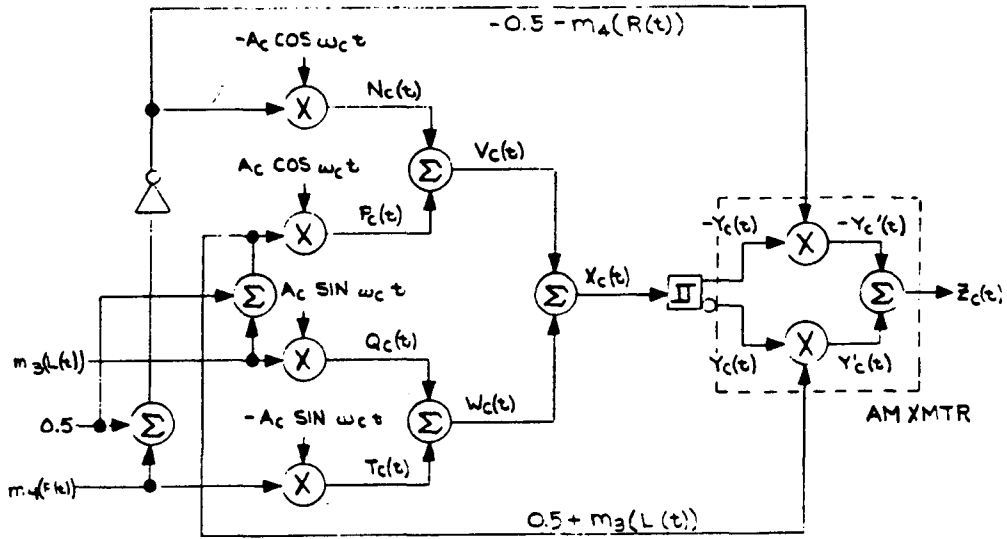 -0.5 - m4(R(t))
-Ac COS ωc t
Nc(t)
X
Σ
Vc(t)
Ac COS ωc t
Pc(t)
X
-Yc(t)
X
-Yc'(t)
Σ
Ac SIN ωc t
Σ
Xc(t)
Σ
Zc(t)
m3(L(t))
X
Qc(t)
Yc(t)
X
Y'c(t)
0.5
Σ
-Ac SIN ωc t
Σ
Wc(t)
AM XMTR
X
Tc(t)
0.5 + m3(L(t))